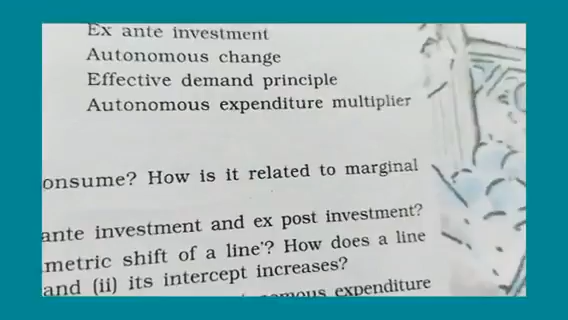 Ex ante investment
Autonomous change
Effective demand principle
Autonomous expenditure multiplier
onsume? How is it related to marginal
ante investment and ex post investment?
metric shift of a line'? How does a line
and (ii) its intercept increases?
expenditure